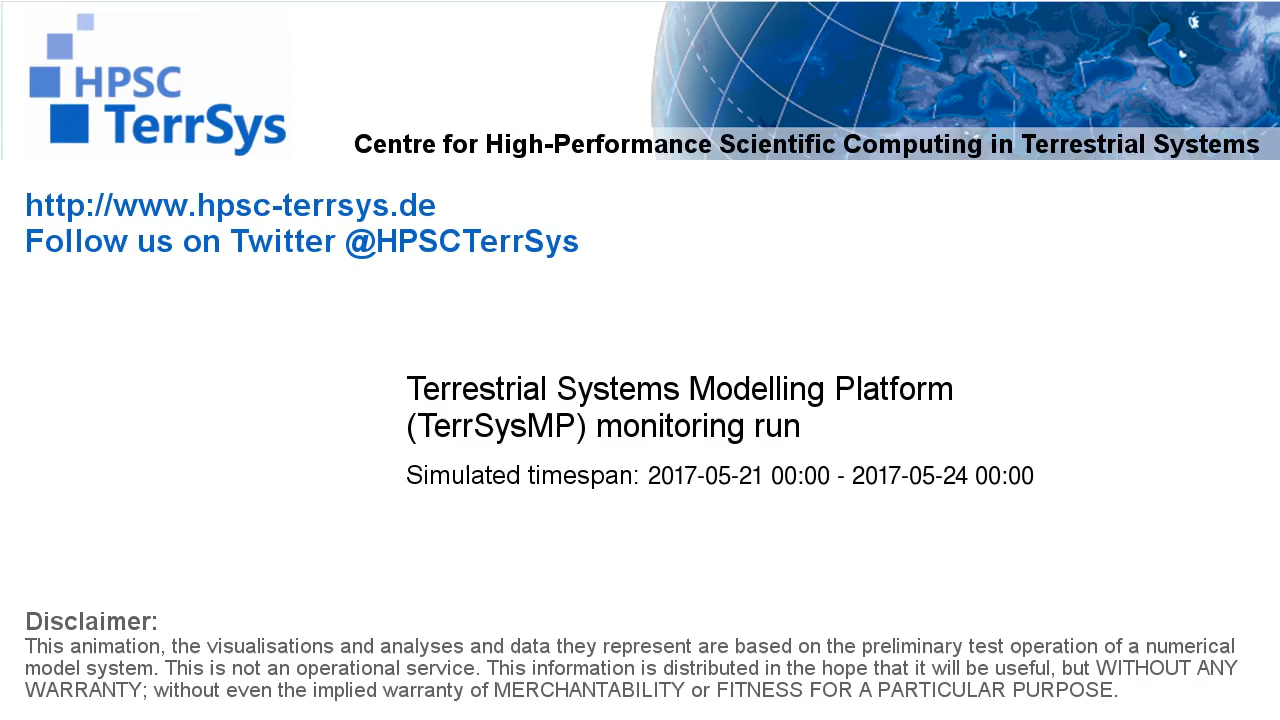 HPSC
TerrSys
Centre for High-Performance Scientific Computing in Terrestrial Systems
http://www.hpsc-terrsys.de
Follow us on Twitter @HPSCTerrSys
Terrestrial Systems Modelling Platform
(TerrSysMP) monitoring run
Simulated timespan: 2017-05-21 00:00 - 2017-05-24 00:00
Disclaimer:
This animation, the visualisations and analyses and data they represent are based on the preliminary test operation of a numerical
model system. This is not an operational service. This information is distributed in the hope that it will be useful, but WITHOUT ANY
WARRANTY; without even the implied warranty of MERCHANTABILITY or FITNESS FOR A PARTICULAR PURPOSE.